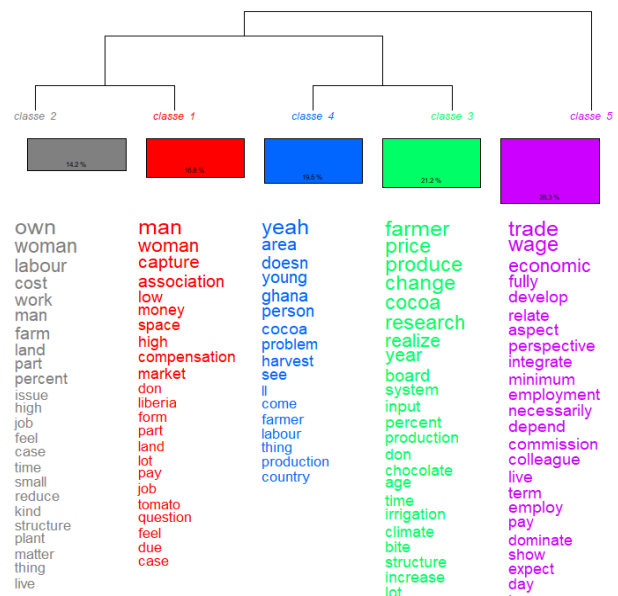 classe 2
classe 1
classe 4
classe 3
classe 5
14.2 %
19.5 %
21.2 %
own
woman
labour
cost
work
man
farm
land
part
percent
issue
high
job
feel
case
time
small
reduce
kind
structure
plant
matter
thing
live
man
woman
capture
association
low
money
space
high
compensation
market
don
liberia
form
part
land
lot
pay
job
tomato
question
feel
due
case
yeah
area
doesn
young
ghana
person
cocoa
problem
harvest
see
ll
come
farmer
labour
thing
production
country
farmer
price
produce
change
cocoa
research
realize
year
board
system
input
percent
production
don
chocolate
age
time
irrigation
climate
bite
structure
increase
lot
trade
wage
economic
fully
develop
relate
aspect
perspective
integrate
minimum
employment
necessarily
depend
commission
colleague
live
term
employ
pay
dominate
show
expect
day